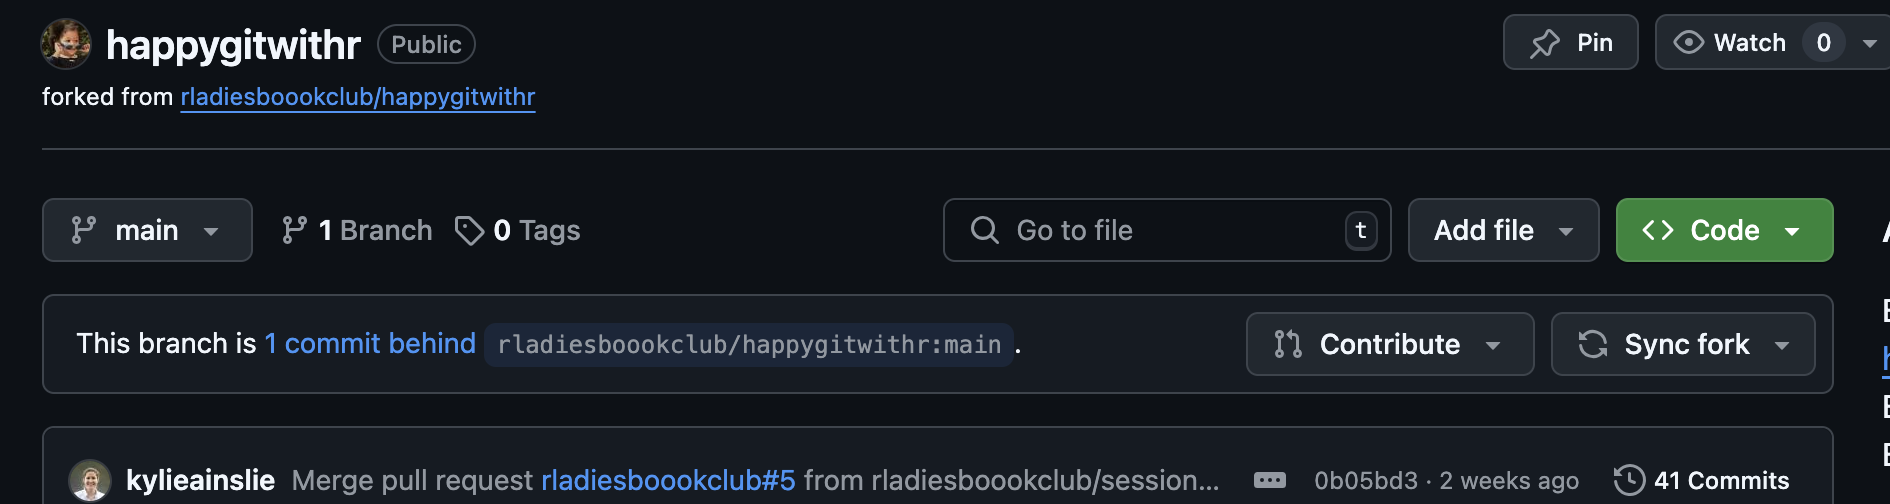 happygitwithr Public Pin Watch 0
forked from rladiesboookclub/happygitwithr
main 1 Branch 0 Tags Go to file t Add file Code
This branch is 1 commit behind rladiesboookclub/happygitwithr:main . Contribute Sync fork
kylieainslie Merge pull request rladiesboookclub#5 from rladiesboookclub/session... 0b05bd3 · 2 weeks ago 41 Commits